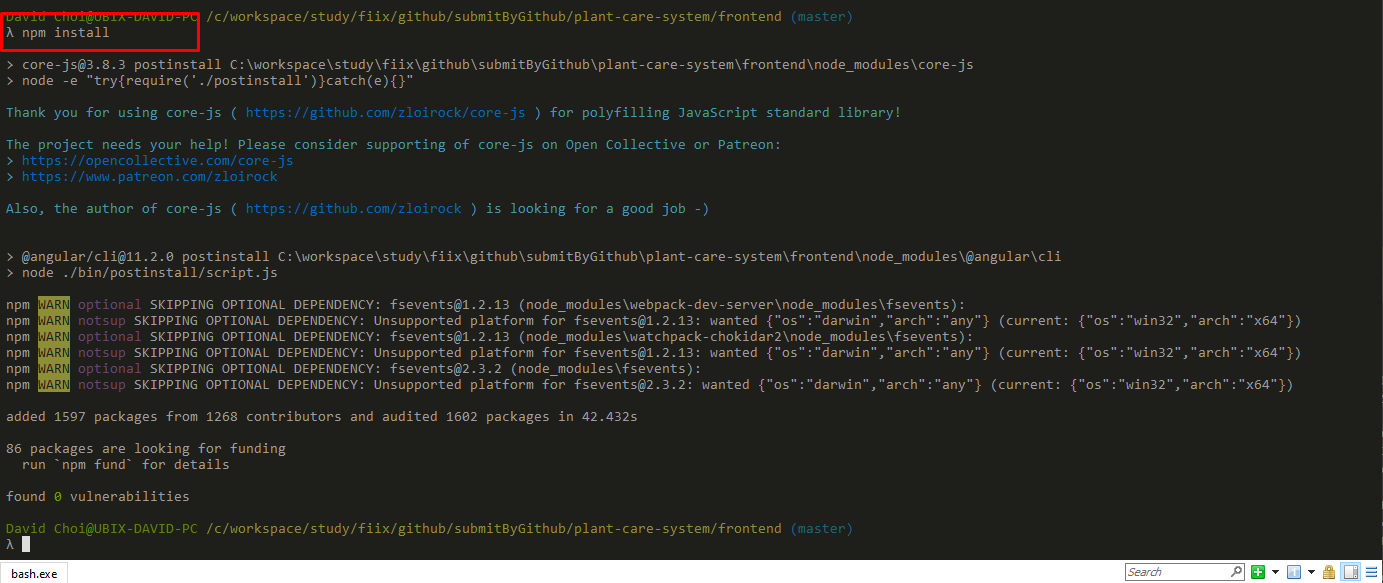 David Choi@UBIX-DAVID-PC /c/workspace/study/fiix/github/submitByGithub/plant-care-system/frontend (master)
λ npm install
> core-js@3.8.3 postinstall C:\workspace\study\fiix\github\submitByGithub\plant-care-system\frontend\node_modules\core-js
> node -e "try{require('./postinstall')}catch(e){}"
Thank you for using core-js ( https://github.com/zloirock/core-js ) for polyfilling JavaScript standard library!
The project needs your help! Please consider supporting of core-js on Open Collective or Patreon:
> https://opencollective.com/core-js
> https://www.patreon.com/zloirock
Also, the author of core-js ( https://github.com/zloirock ) is looking for a good job -)
> @angular/cli@11.2.0 postinstall C:\workspace\study\fiix\github\submitByGithub\plant-care-system\frontend\node_modules\@angular\cli
> node ./bin/postinstall/script.js
npm WARN optional SKIPPING OPTIONAL DEPENDENCY: fsevents@1.2.13 (node_modules\webpack-dev-server\node_modules\fsevents):
npm WARN notsup SKIPPING OPTIONAL DEPENDENCY: Unsupported platform for fsevents@1.2.13: wanted {"os":"darwin","arch":"any"} (current: {"os":"win32","arch":"x64"})
npm WARN optional SKIPPING OPTIONAL DEPENDENCY: fsevents@1.2.13 (node_modules\watchpack-chokidar2\node_modules\fsevents):
npm WARN notsup SKIPPING OPTIONAL DEPENDENCY: Unsupported platform for fsevents@1.2.13: wanted {"os":"darwin","arch":"any"} (current: {"os":"win32","arch":"x64"})
npm WARN optional SKIPPING OPTIONAL DEPENDENCY: fsevents@2.3.2 (node_modules\fsevents):
npm WARN notsup SKIPPING OPTIONAL DEPENDENCY: Unsupported platform for fsevents@2.3.2: wanted {"os":"darwin","arch":"any"} (current: {"os":"win32","arch":"x64"})
added 1597 packages from 1268 contributors and audited 1602 packages in 42.432s
86 packages are looking for funding
  run `npm fund` for details
found 0 vulnerabilities
David Choi@UBIX-DAVID-PC /c/workspace/study/fiix/github/submitByGithub/plant-care-system/frontend (master)
λ
bash.exe
Search